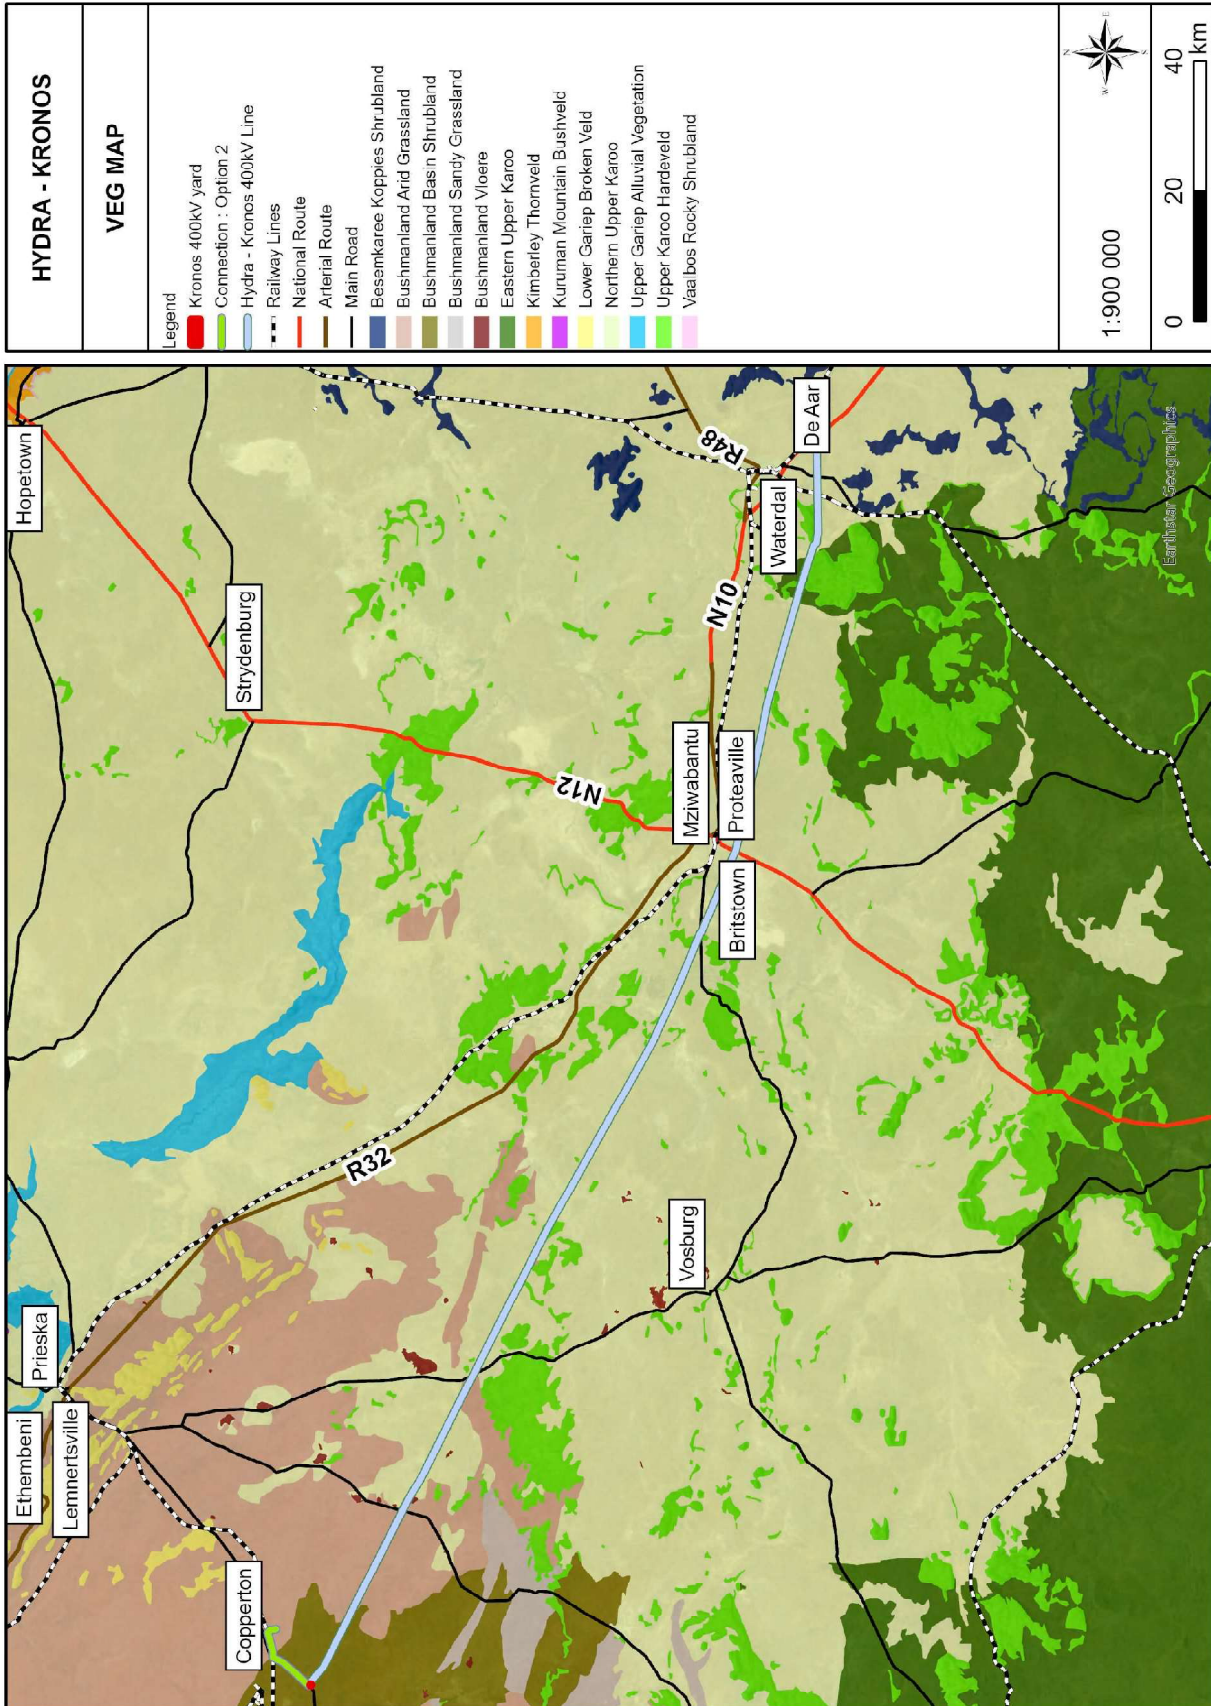 HYDRA - KRONOS
VEG MAP
Legend
Kronos 400kV yard
Connection : Option 2
Hydra - Kronos 400kV Line
Railway Lines
National Route
Arterial Route
Main Road
Besemkaree Koppies Shrubland
Bushmanland Arid Grassland
Bushmanland Basin Shrubland
Bushmanland Sandy Grassland
Bushmanland Vloere
Eastern Upper Karoo
Kimberley Thornveld
Kuruman Mountain Bushveld
Lower Gariep Broken Veld
Northern Upper Karoo
Upper Gariep Alluvial Vegetation
Upper Karoo Hardeveld
Vaalbos Rocky Shrubland
N
E
S
W
1:900 000
0
20
40
km
Ethembeni
Prieska
Lemnertsville
Copperton
Hopetown
Strydenburg
R32
N12
Vosburg
Mziwabantu
Proteaville
Britstown
N10
R48
Waterdal
De Aar
Earthstar Geographics